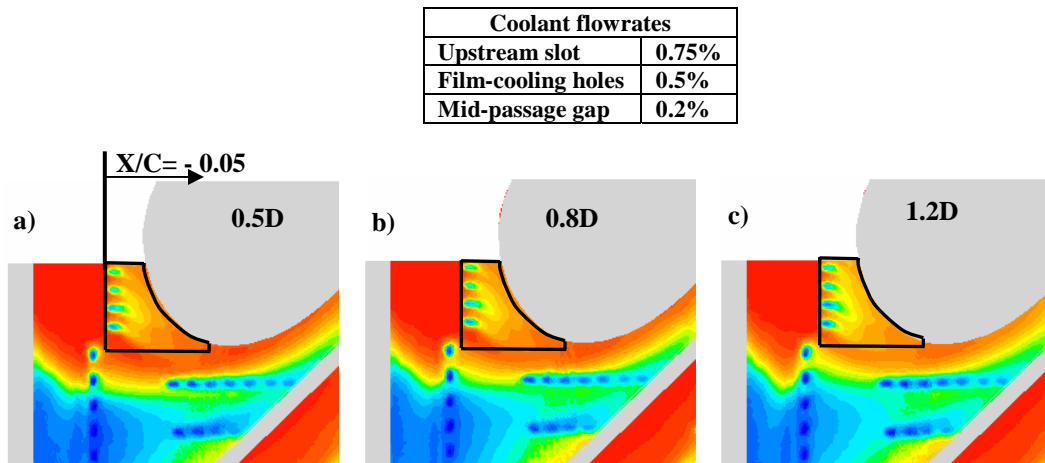 Coolant flowrates
Upstream slot 0.75%
Film-cooling holes 0.5%
Mid-passage gap 0.2%
X/C= - 0.05
a) 0.5D
b) 0.8D
c) 1.2D